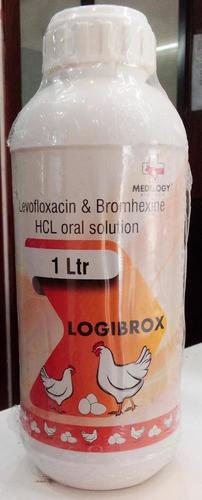 MEDILOGY
Levofloxacin & Bromhexine
HCL oral solution
1 Ltr
LOGIBROX